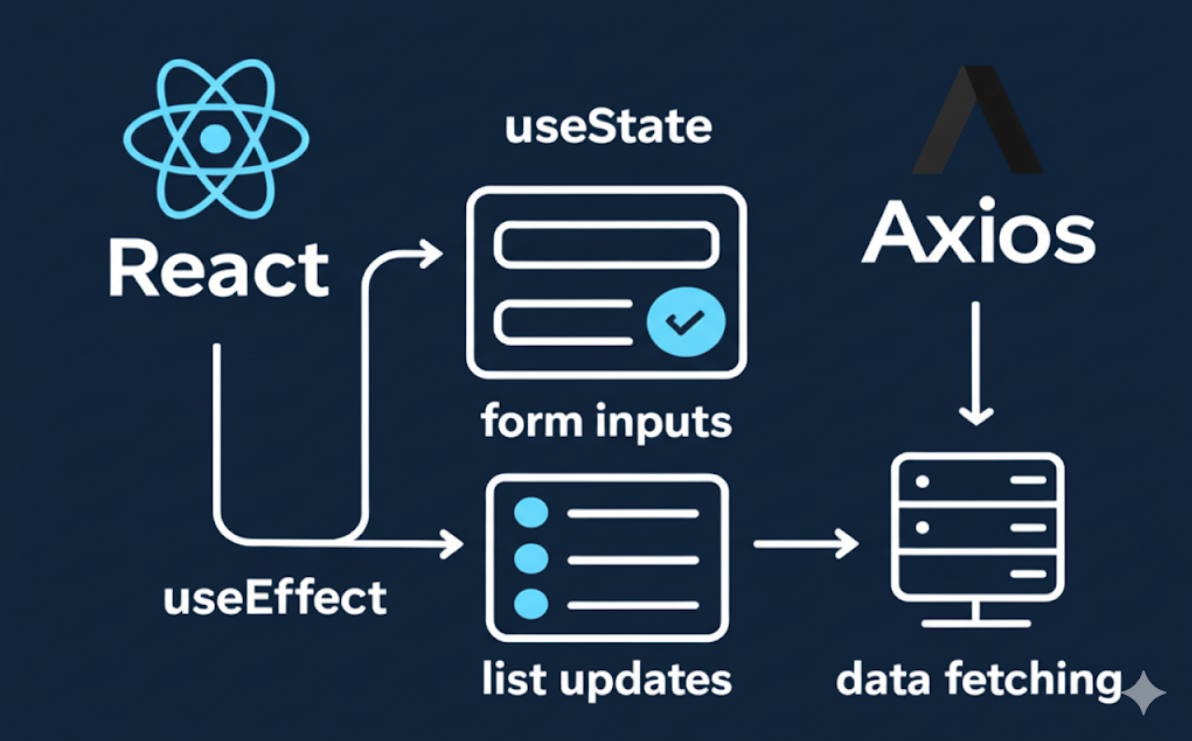 React
useState
Axios
form inputs
useEffect
list updates
data fetching